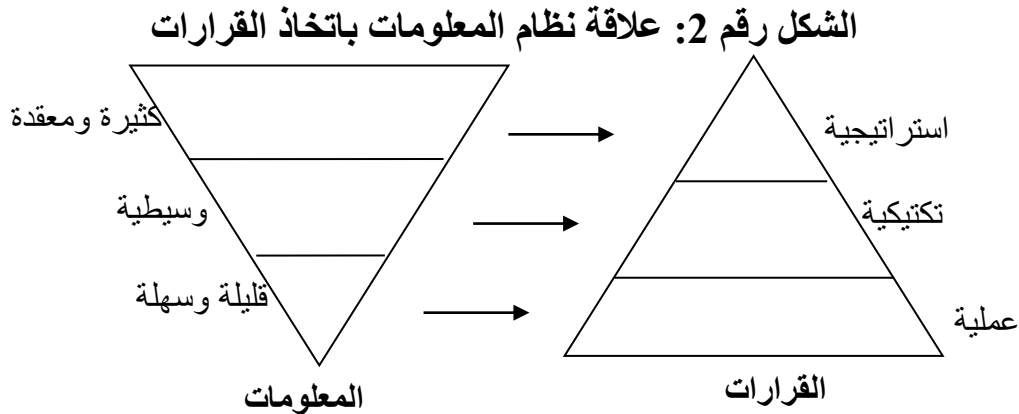 الشكل رقم 2: علاقة نظام المعلومات باتخاذ القرارات
استراتيجية
كثيرة ومعقدة
تكتيكية
وسيطية
عملية
قليلة وسهلة
القرارات
المعلومات